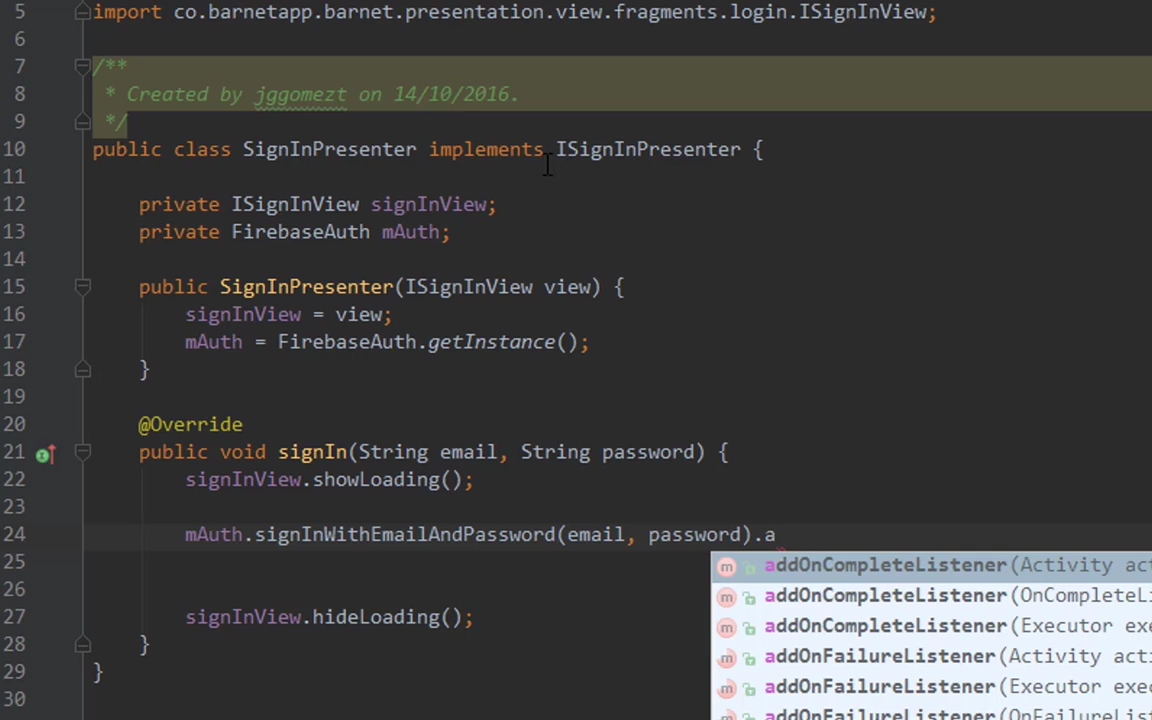 5 import co.barnetapp.barnet.presentation.view.fragments.login.ISignInView;
6
7 /**
8 * Created by jggomezt on 14/10/2016.
9 */
10 public class SignInPresenter implements ISignInPresenter {
11
12 private ISignInView signInView;
13 private FirebaseAuth mAuth;
14
15 public SignInPresenter(ISignInView view) {
16 signInView = view;
17 mAuth = FirebaseAuth.getInstance();
18 }
19
20 @Override
21 public void signIn(String email, String password) {
22 signInView.showLoading();
23
24 mAuth.signInWithEmailAndPassword(email, password).a
25
m addOnCompleteListener(Activity act
26
m addOnCompleteListener(OnCompleteLi
27 signInView.hideLoading();
m addOnCompleteListener(Executor exe
28 }
m addOnFailureListener(Activity acti
29 }
m addOnFailureListener(Executor exec
30
addOnFailureListener(OnFailureList